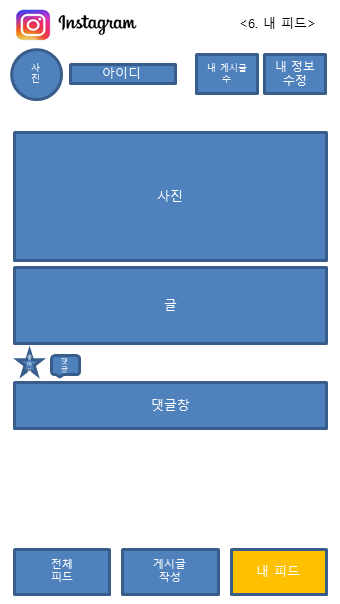 Instagram
<6. 내 피드>
사
진
아이디
내 게시글
수
내 정보
수정
사진
글
댓
글
댓글창
전체
피드
게시글
작성
내 피드